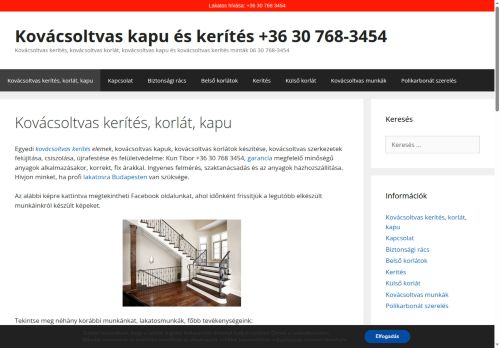 Lakatos hívása: +36 30 768 3454
Kovácsoltvas kapu és kerítés +36 30 768-3454
Kovácsoltvas kerítés, kovácsoltvas korlát, kovácsoltvas kapu és kovácsoltvas kerítés minták 06 30 768-3454
Kovácsoltvas kerítés, korlát, kapu
Kapcsolat
Biztonsági rács
Belső korlátok
Kerítés
Külső korlát
Kovácsoltvas munkák
Polikarbonát szerelés
Kovácsoltvas kerítés, korlát, kapu
Egyedi kovácsoltvas kerítés elemek, kovácsoltvas kapuk, kovácsoltvas korlátok készítése, kovácsoltvas szerkezetek
felújítása, csiszolása, újrafestése és felületvédelme: Kun Tibor +36 30 768 3454, garancia megfelelő minőségű
anyagok alkalmazásakor, korrekt, fix árakkal. Ingyenes felmérés, szaktanácsadás és az anyagok házhozszállítása.
Hívjon minket, ha profi lakatosra Budapesten van szüksége.
Az alábbi képre kattintva megtekintheti Facebook oldalunkat, ahol időnként frissítjük a legutóbb elkészült
munkáinkról készült képeket.
Tekintse meg néhány korábbi munkánkat, lakatosmunkák, főbb tevékenységeink:
Keresés
Keresés …
Információk
Kovácsoltvas kerítés, korlát,
kapu
Kapcsolat
Biztonsági rács
Belső korlátok
Kerítés
Külső korlát
Kovácsoltvas munkák
Polikarbonát szerelés
Elfogadás